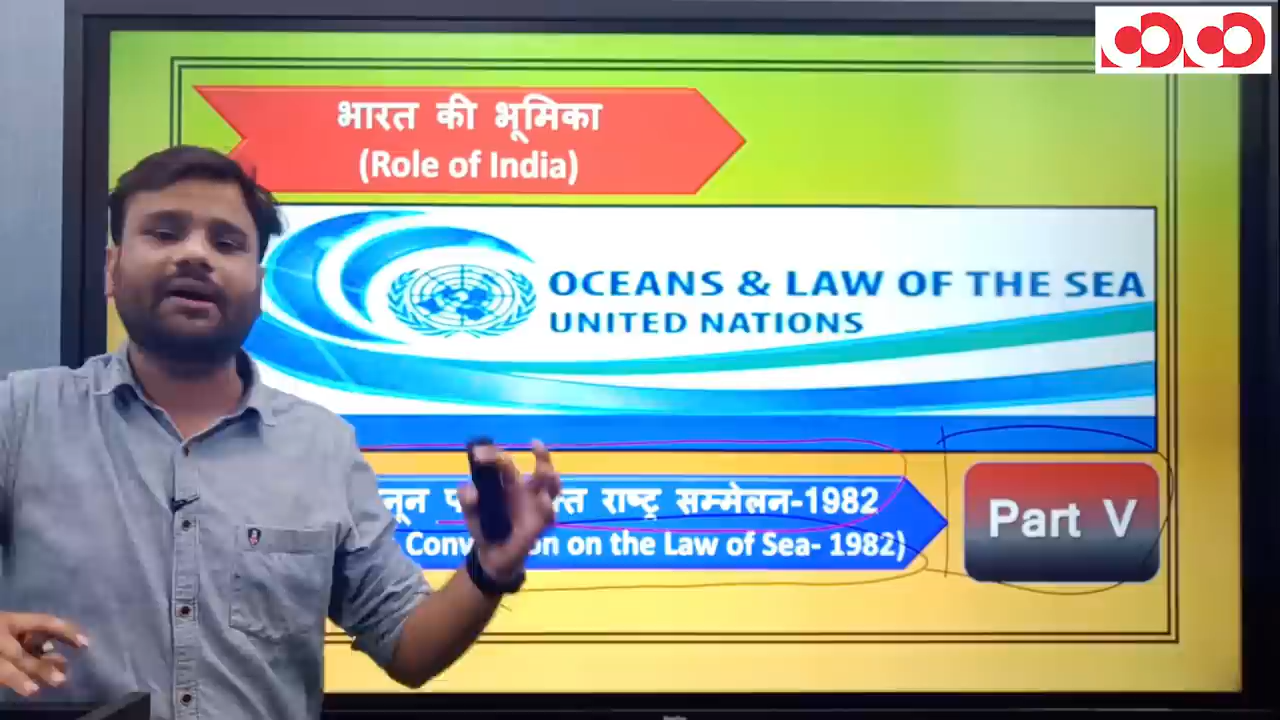 भारत की भूमिका
(Role of India)
OCEANS & LAW OF THE SEA
UNITED NATIONS
राष्ट्र सम्मेलन-1982
on the Law of Sea- 1982)
Part V